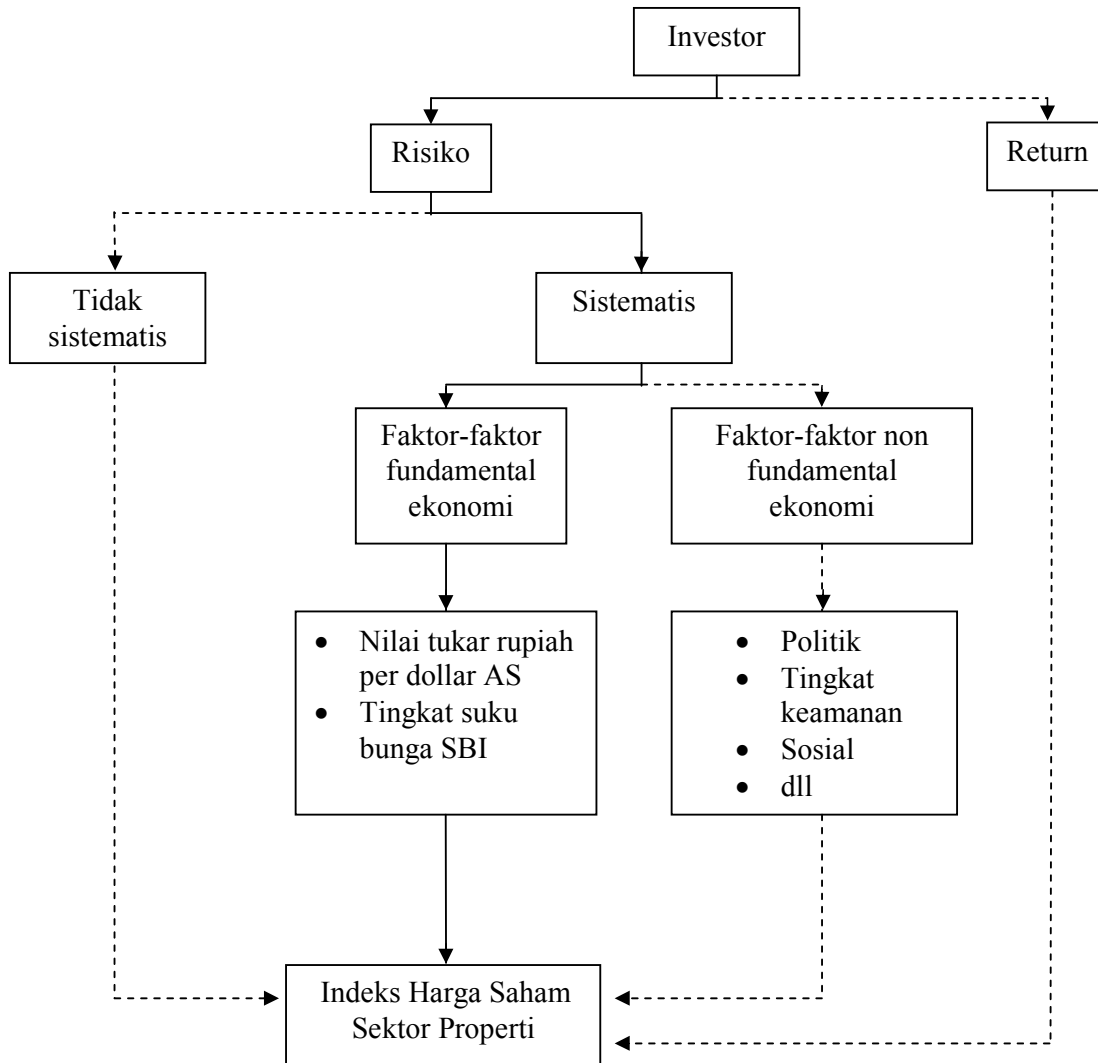 Investor
Risiko
Return
Tidak
sistematis
Sistematis
Faktor-faktor
fundamental
ekonomi
Faktor-faktor non
fundamental
ekonomi
• Nilai tukar rupiah
per dollar AS
• Tingkat suku
bunga SBI
• Politik
• Tingkat
keamanan
• Sosial
• dll
Indeks Harga Saham
Sektor Properti